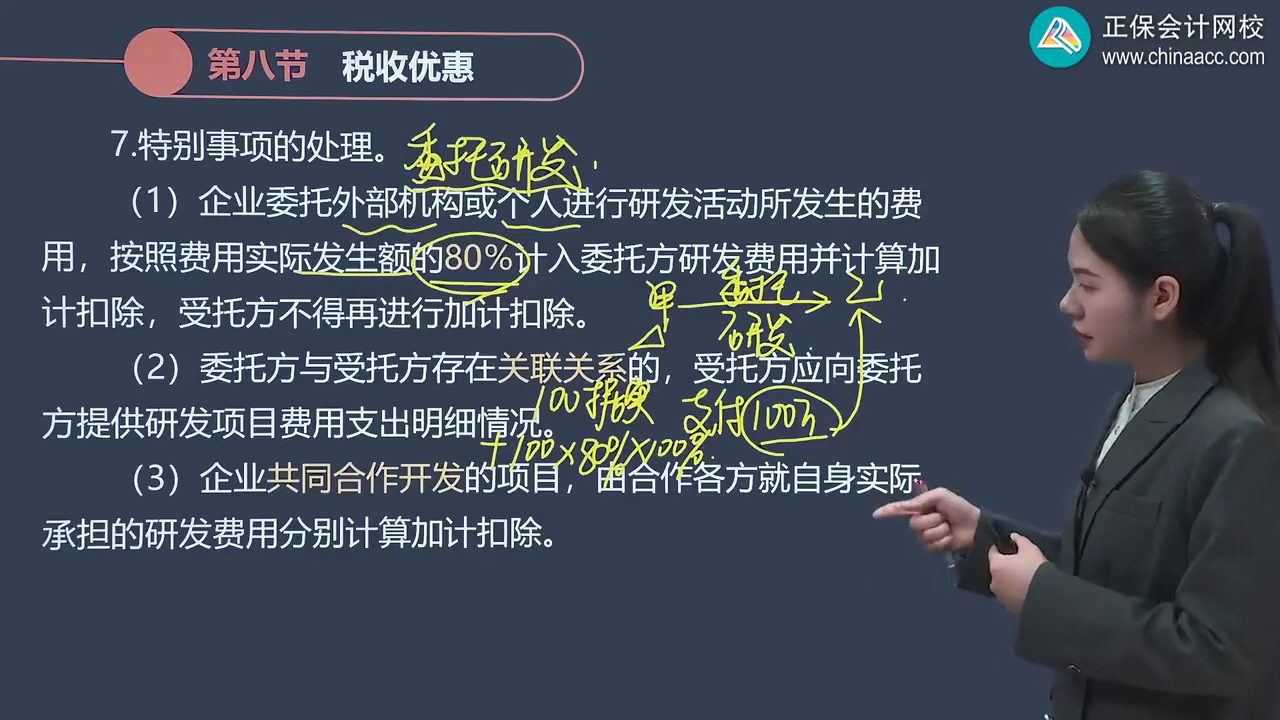 正保会计网校
www.chinaacc.com
第八节 税收优惠
7.特别事项的处理。
委托研发
（1）企业委托外部机构或个人进行研发活动所发生的费
用，按照费用实际发生额的80%计入委托方研发费用并计算加
计扣除，受托方不得再进行加计扣除。
甲 委托 乙
研发
（2）委托方与受托方存在关联关系的，受托方应向委托
方提供研发项目费用支出明细情况。
100据实 支付100万
+100×80%×100%
（3）企业共同合作开发的项目，由合作各方就自身实际
承担的研发费用分别计算加计扣除。